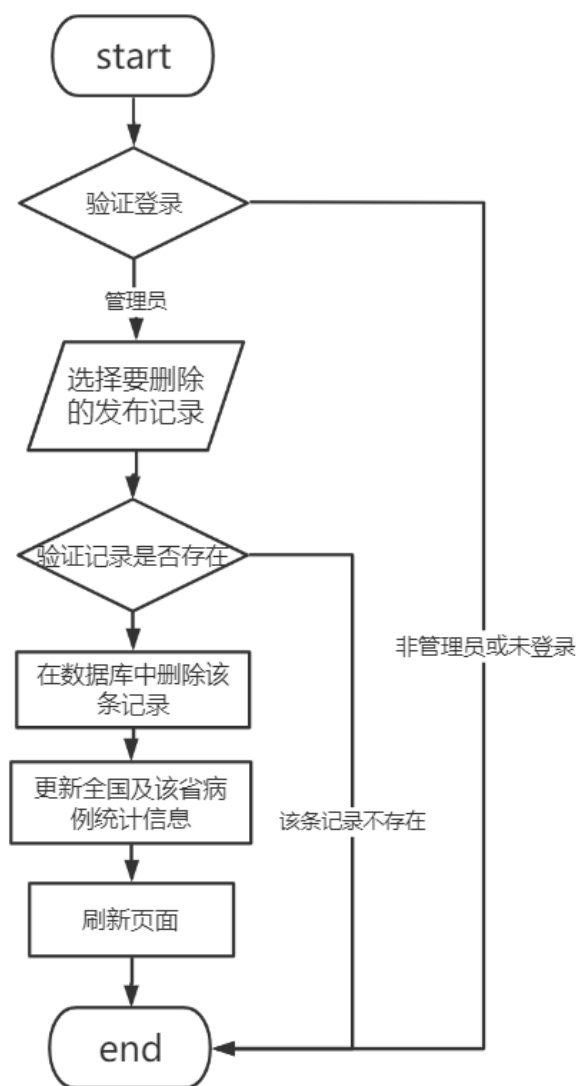 start
验证登录
管理员
选择要删除
的发布记录
验证记录是否存在
非管理员或未登录
在数据库中删除该
条记录
更新全国及该省病
例统计信息
该条记录不存在
刷新页面
end